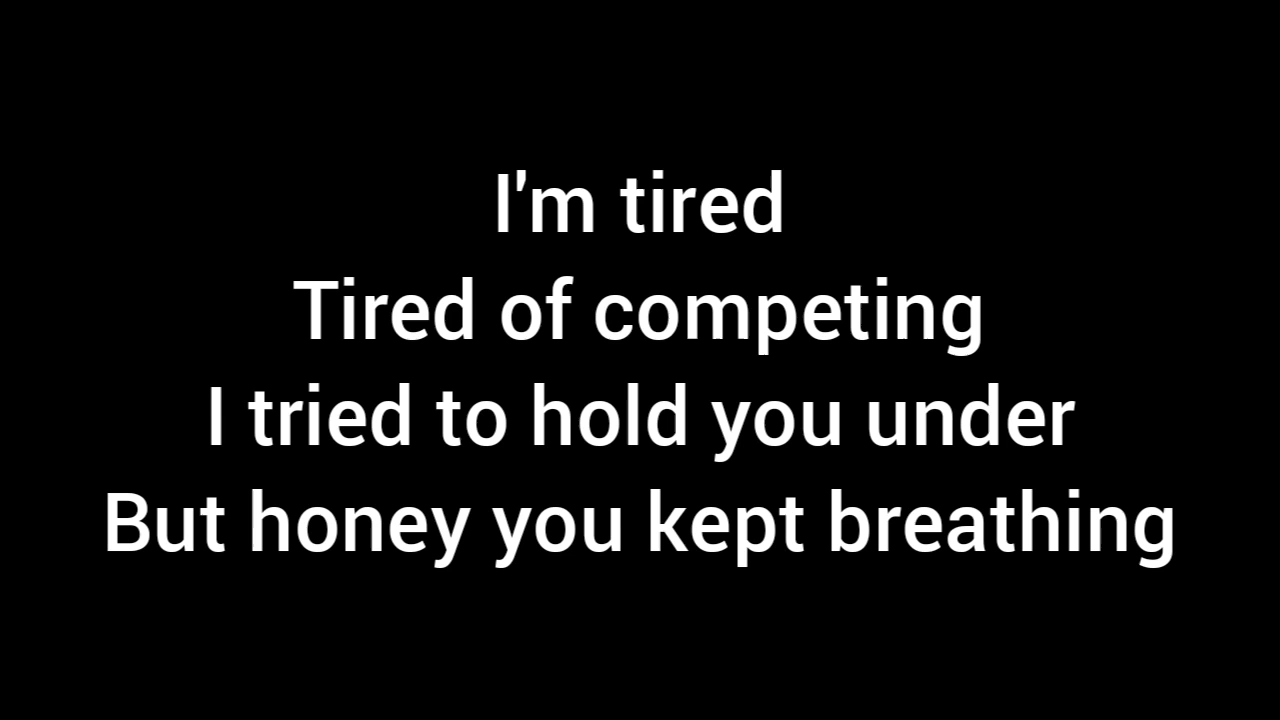 I'm tired
Tired of competing
I tried to hold you under
But honey you kept breathing